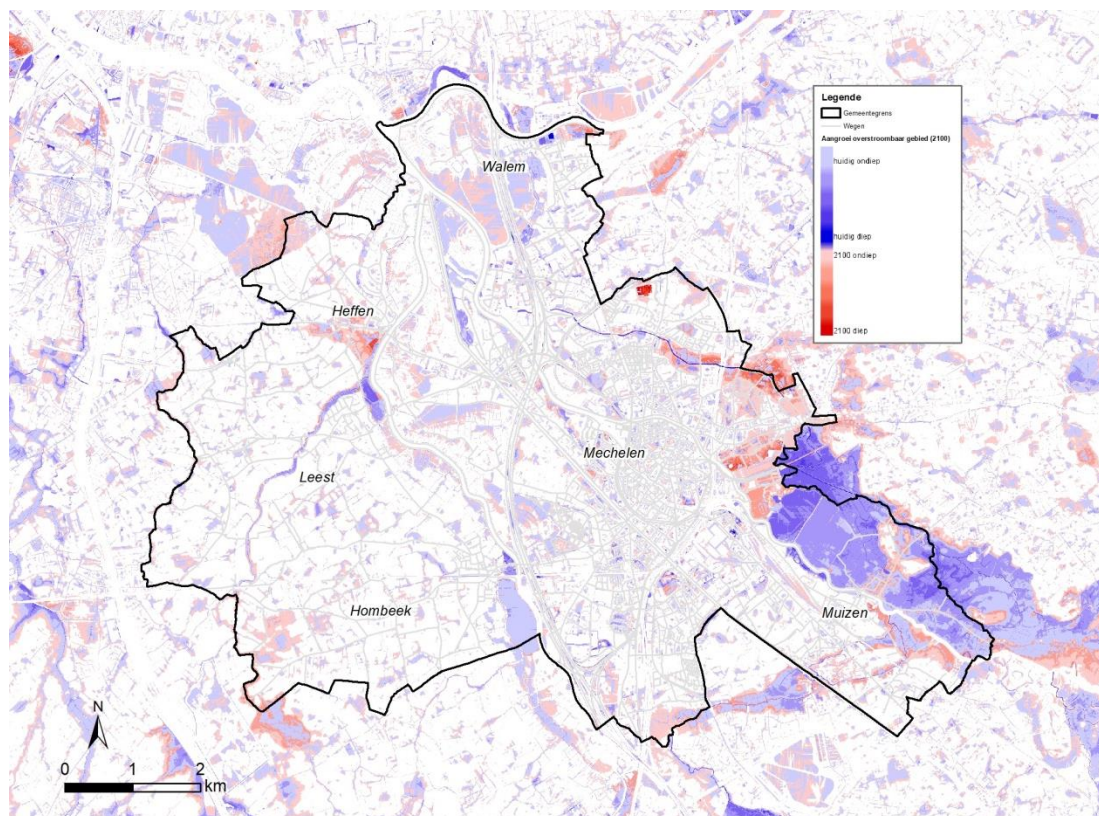 Legende
Gemeentegrens
Wegen
Aangroei overstroombaar gebied (2100)
huidig ondiep
huidig diep
2100 ondiep
2100 diep
Walem
Heffen
Mechelen
Leest
Hombeek
Muizen
N
0 1 2
km